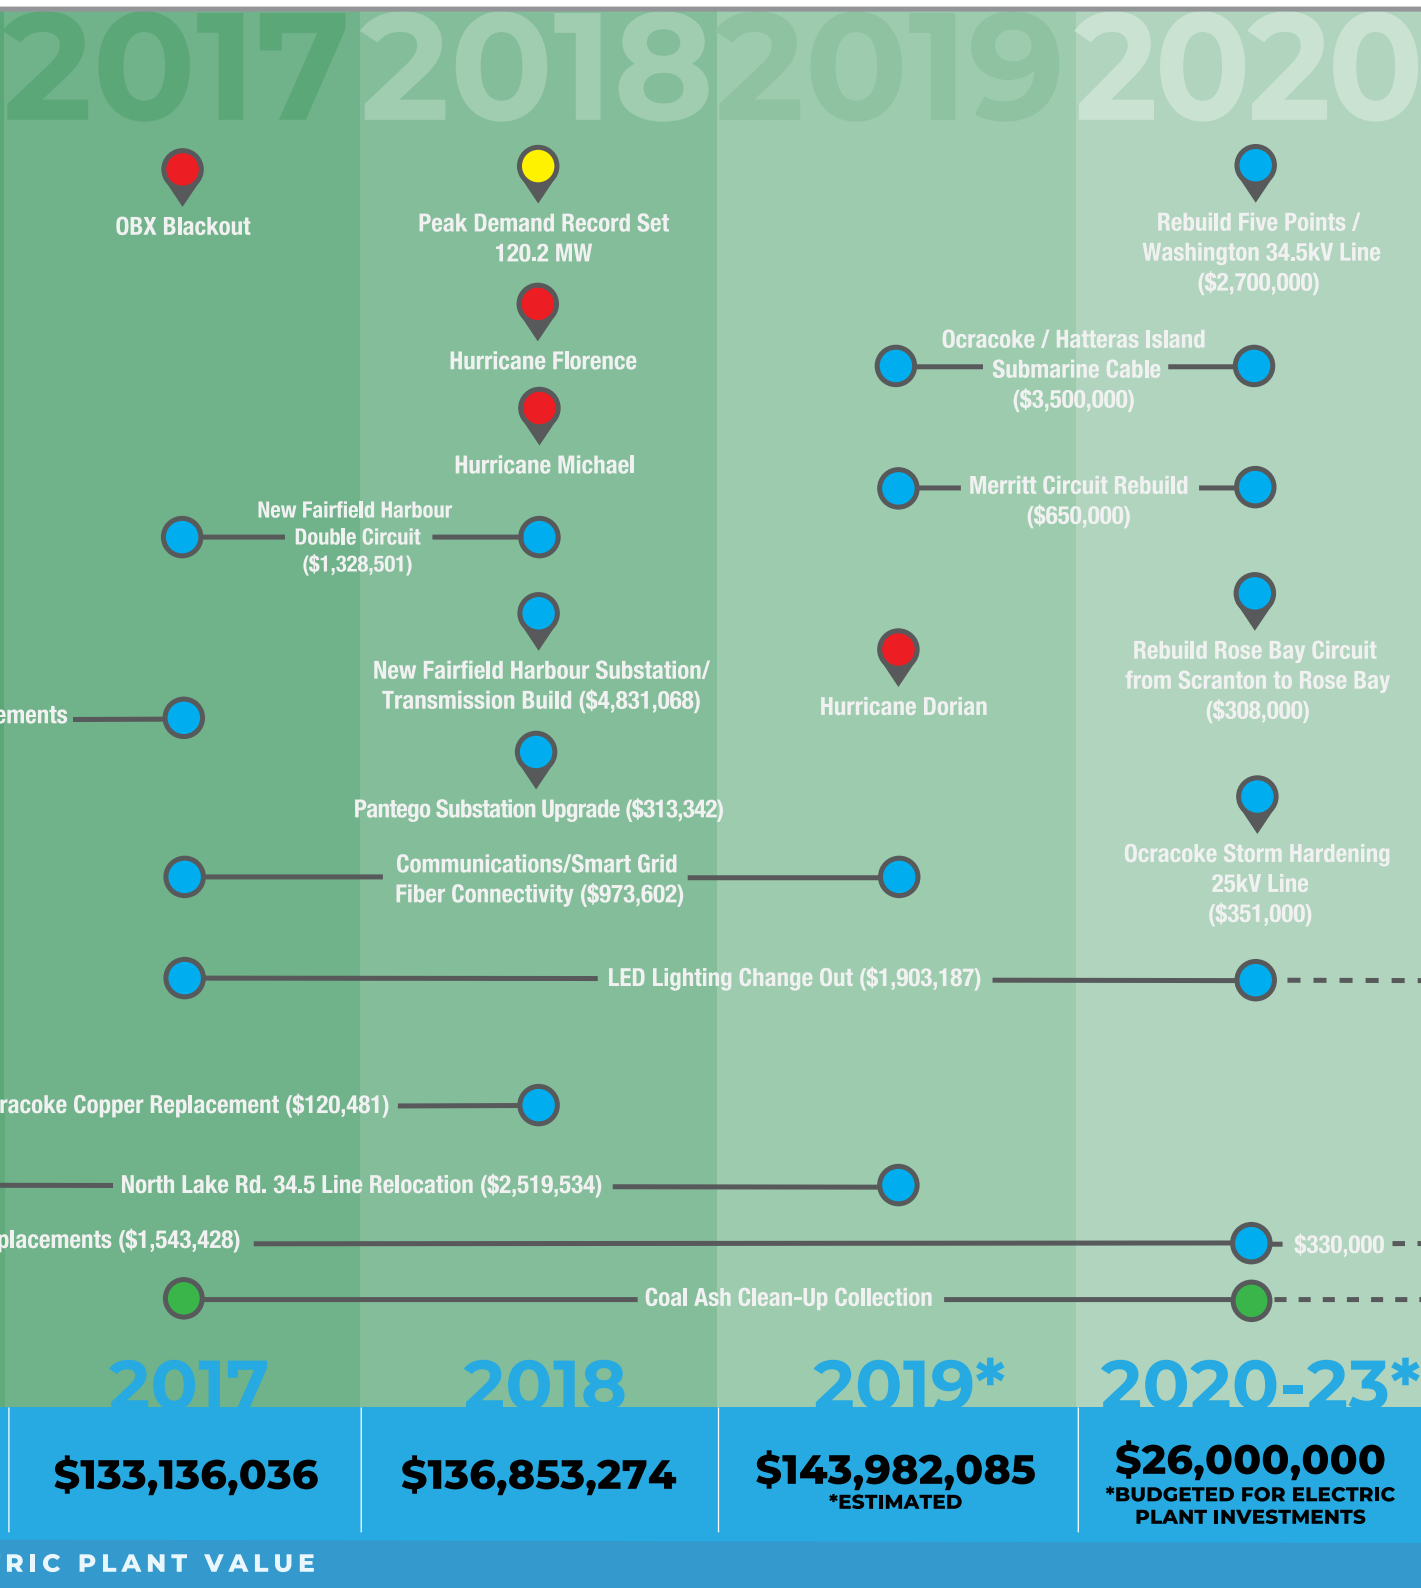 2017 2018 2019 2020
OBX Blackout
Peak Demand Record Set
120.2 MW
Rebuild Five Points /
Washington 34.5kV Line
($2,700,000)
Hurricane Florence
Ocracoke / Hatteras Island
Submarine Cable
($3,500,000)
Hurricane Michael
Merritt Circuit Rebuild
($650,000)
New Fairfield Harbour
Double Circuit
($1,328,501)
New Fairfield Harbour Substation/
Transmission Build ($4,831,068)
Hurricane Dorian
Rebuild Rose Bay Circuit
from Scranton to Rose Bay
($308,000)
ements
Pantego Substation Upgrade ($313,342)
Communications/Smart Grid
Fiber Connectivity ($973,602)
Ocracoke Storm Hardening
25kV Line
($351,000)
LED Lighting Change Out ($1,903,187)
racoke Copper Replacement ($120,481)
North Lake Rd. 34.5 Line Relocation ($2,519,534)
placements ($1,543,428)
$330,000
Coal Ash Clean-Up Collection
2017 2018 2019* 2020-23*
$133,136,036
$136,853,274
$143,982,085
*ESTIMATED
$26,000,000
*BUDGETED FOR ELECTRIC
PLANT INVESTMENTS
RIC PLANT VALUE